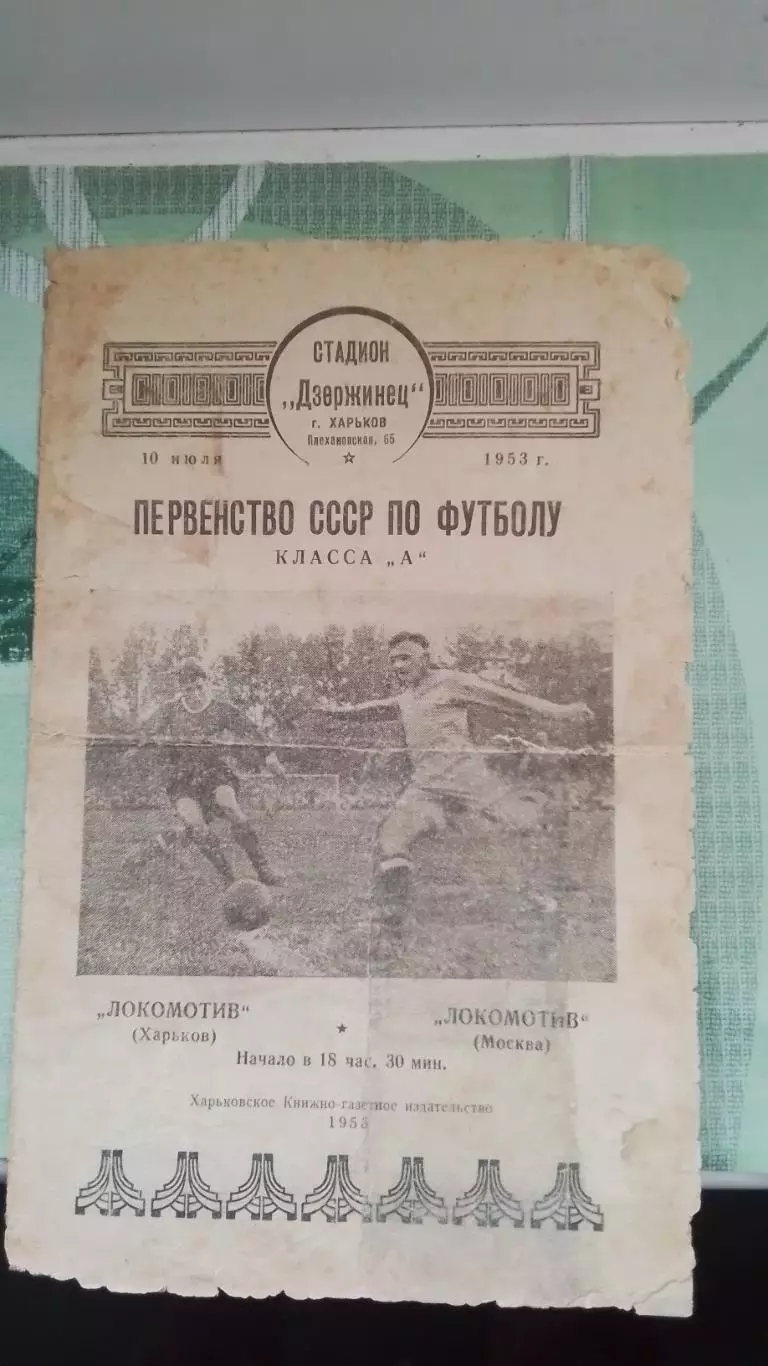 СТАДИОН
„Дзержинец“
г. ХАРЬКОВ
Плехановская, 65
10 июля 1953 г.
ПЕРВЕНСТВО СССР ПО ФУТБОЛУ
КЛАССА „А“
„ЛОКОМОТИВ“ „ЛОКОМОТИВ“
(Харьков) (Москва)
Начало в 18 час. 30 мин.
Харьковское Книжно-газетное издательство
1953